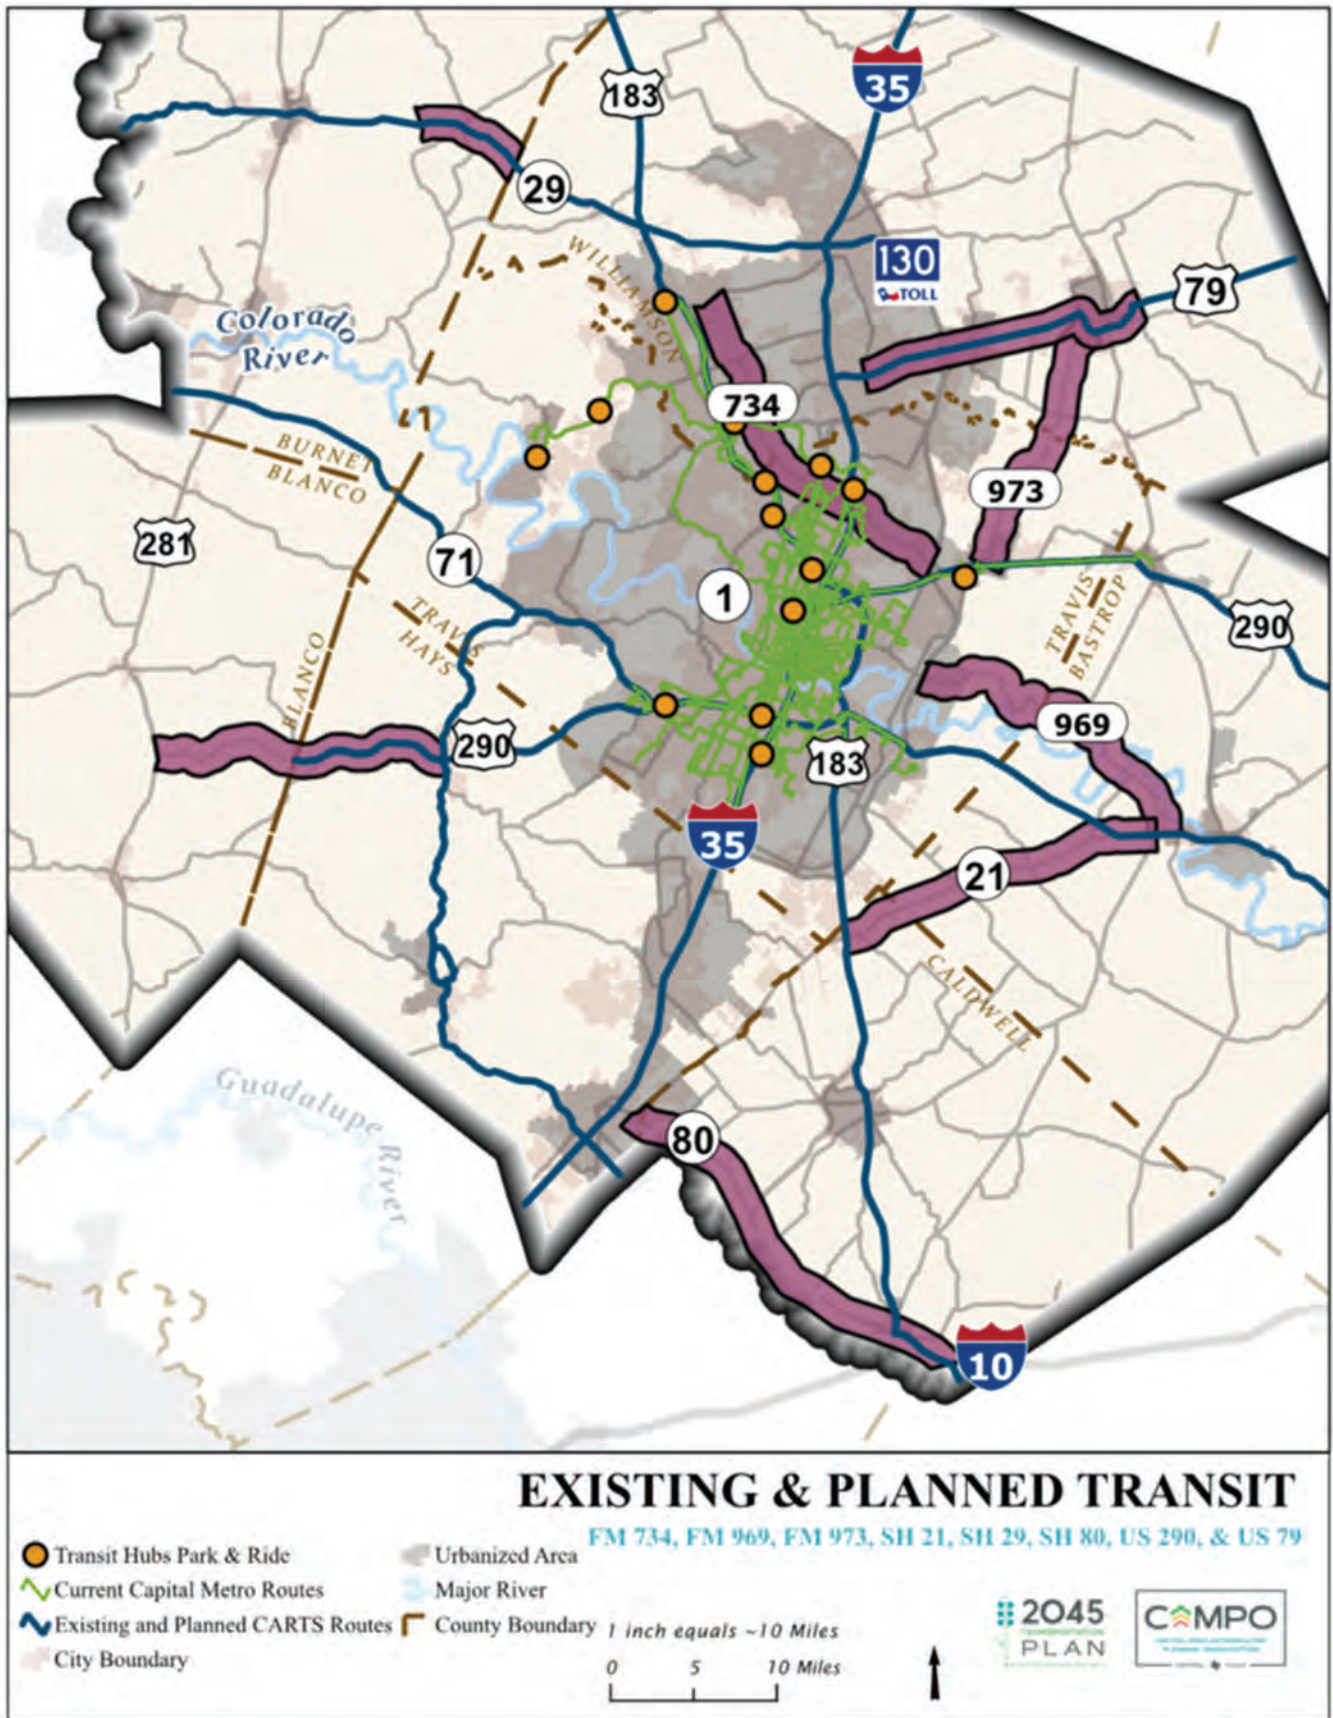 183
35
29
WILLIAMSON
130
TOLL
79
Colorado
River
734
BURNET
BLANCO
973
281
71
1
TRAVIS
HAYS
TRAVIS
BASTROP
290
BLANCO
290
969
183
35
21
CALDWELL
Guadalupe River
80
10
EXISTING & PLANNED TRANSIT
FM 734, FM 969, FM 973, SH 21, SH 29, SH 80, US 290, & US 79
Transit Hubs Park & Ride
Urbanized Area
Current Capital Metro Routes
Major River
Existing and Planned CARTS Routes
County Boundary
City Boundary
1 inch equals ~10 Miles
0 5 10 Miles
2045
PLAN
CAMPO